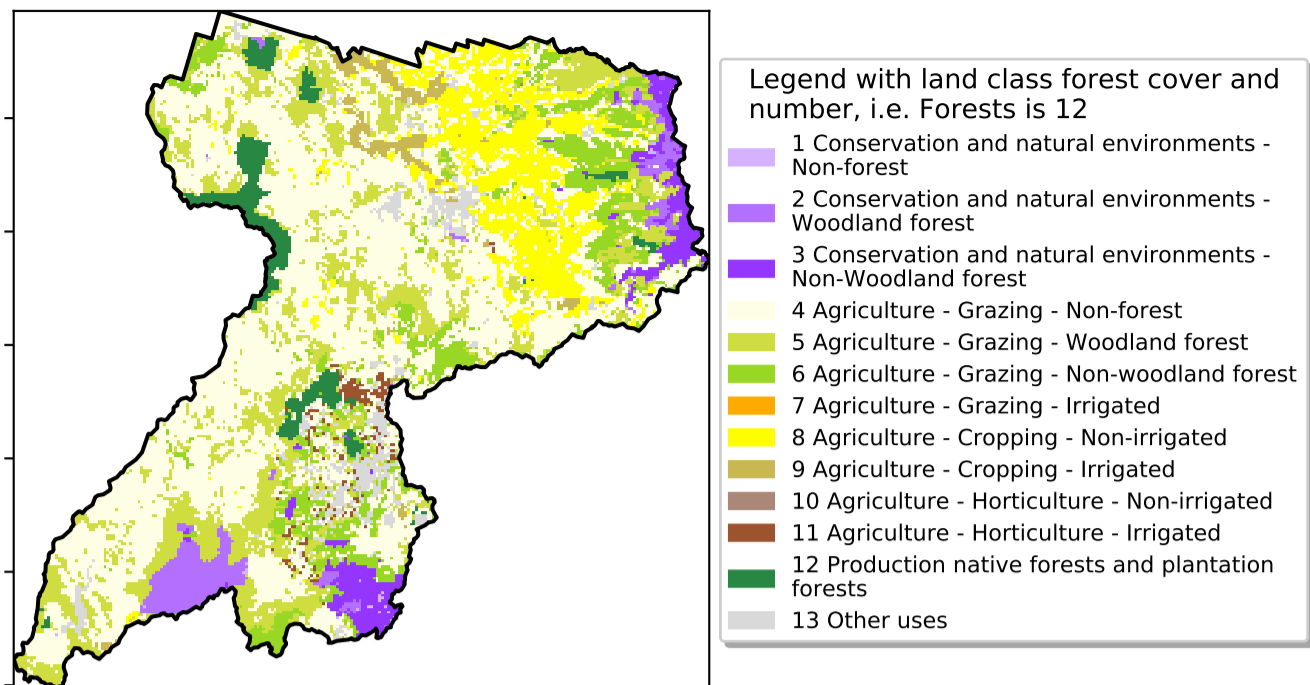 Legend with land class forest cover and
number, i.e. Forests is 12
1 Conservation and natural environments -
Non-forest
2 Conservation and natural environments -
Woodland forest
3 Conservation and natural environments -
Non-Woodland forest
4 Agriculture - Grazing - Non-forest
5 Agriculture - Grazing - Woodland forest
6 Agriculture - Grazing - Non-woodland forest
7 Agriculture - Grazing - Irrigated
8 Agriculture - Cropping - Non-irrigated
9 Agriculture - Cropping - Irrigated
10 Agriculture - Horticulture - Non-irrigated
11 Agriculture - Horticulture - Irrigated
12 Production native forests and plantation
forests
13 Other uses